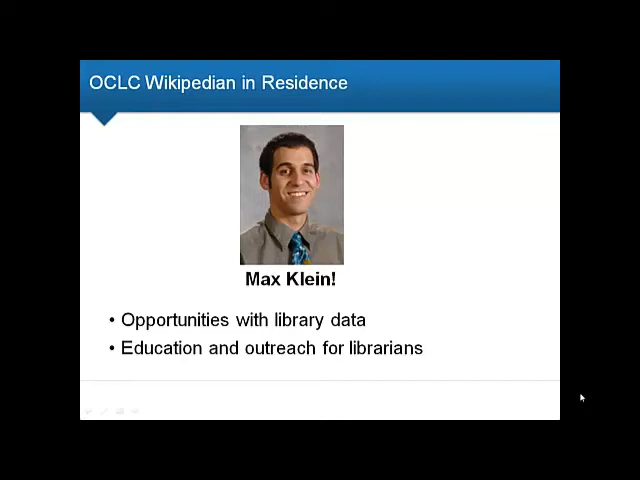 OCLC Wikipedian in Residence
Max Klein!
• Opportunities with library data
• Education and outreach for librarians